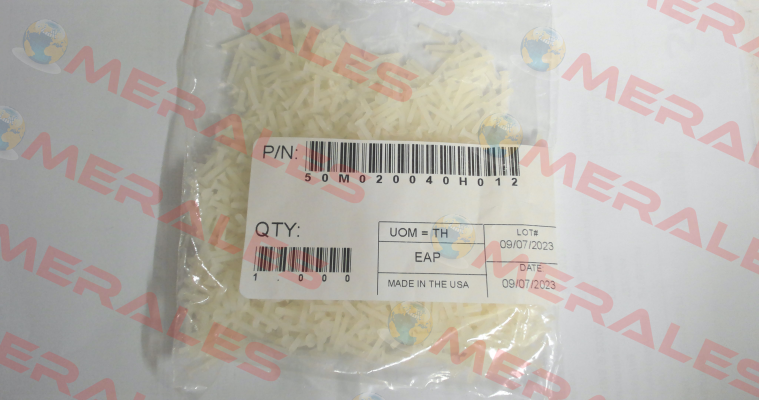 P/N:
50M020040H012
QTY:
1.000
UOM = TH
EAP
MADE IN THE USA
LOT#
09/07/2023
DATE
09/07/2023
MERALES
MERALES
MERALES
MERALES
MERALES
MERALES